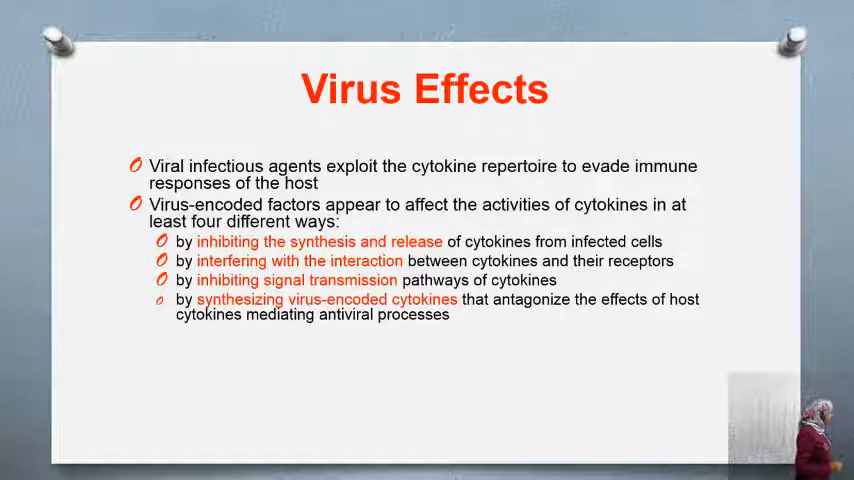 Virus Effects
Viral infectious agents exploit the cytokine repertoire to evade immune
responses of the host
Virus-encoded factors appear to affect the activities of cytokines in at
least four different ways:
by inhibiting the synthesis and release of cytokines from infected cells
by interfering with the interaction between cytokines and their receptors
by inhibiting signal transmission pathways of cytokines
by synthesizing virus-encoded cytokines that antagonize the effects of host
cytokines mediating antiviral processes